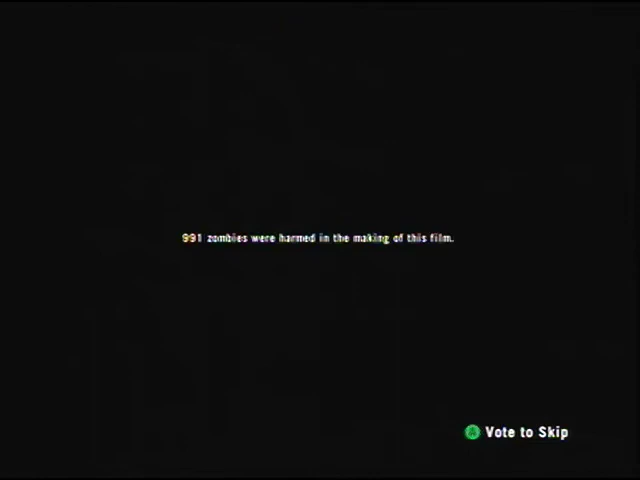 991 zombies were harmed in the making of this film.
Vote to Skip